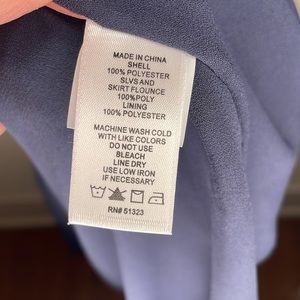 MADE IN CHINA
SHELL
100% POLYESTER
SLVS AND
SKIRT FLOUNCE
100%POLY
LINING
100% POLYESTER
MACHINE WASH COLD
WITH LIKE COLORS
DO NOT USE
BLEACH
LINE DRY
USE LOW IRON
IF NECESSARY
RN# 51323